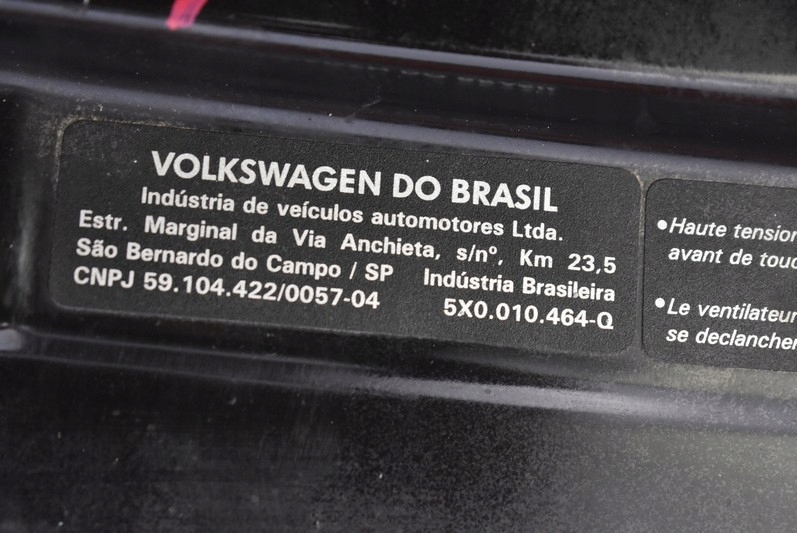 VOLKSWAGEN DO BRASIL
Indústria de veículos automotores Ltda.
Estr. Marginal da Via Anchieta, s/nº, Km 23,5
São Bernardo do Campo / SP Indústria Brasileira
CNPJ 59.104.422/0057-04 5X0.010.464-Q
•Haute tension
avant de touc
•Le ventilateur
se declancher